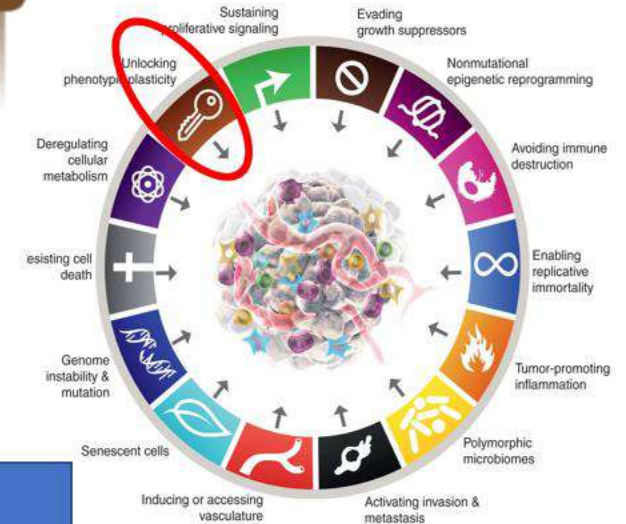 Sustaining
proliferative signaling
Evading
growth suppressors
Nonmutational
epigenetic reprogramming
Avoiding immune
destruction
Enabling
replicative
immortality
Tumor-promoting
inflammation
Polymorphic
microbiomes
Activating invasion &
metastasis
Inducing or accessing
vasculature
Senescent cells
Genome
instability &
mutation
esisting cell
death
Deregulating
cellular
metabolism
Unlocking
phenotypic plasticity